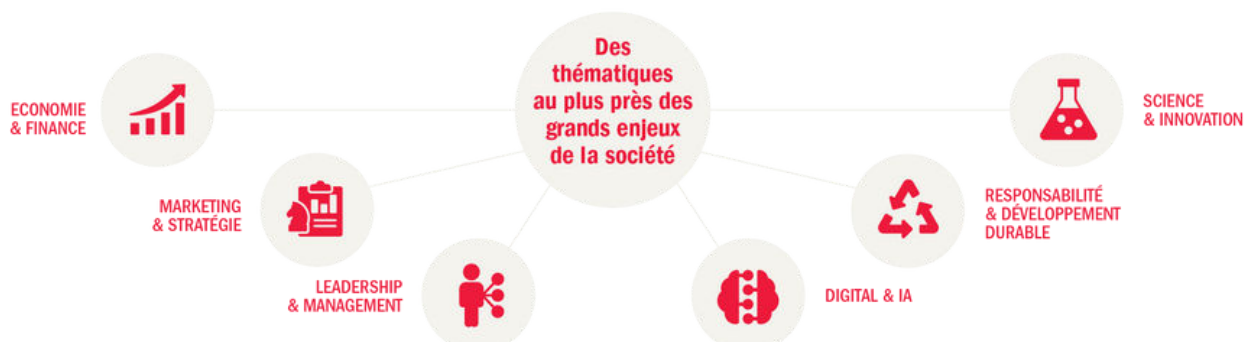 Des
thématiques
au plus près des
grands enjeux
de la société
ECONOMIE
& FINANCE
MARKETING
& STRATÉGIE
LEADERSHIP
& MANAGEMENT
DIGITAL & IA
RESPONSABILITÉ
& DÉVELOPPEMENT
DURABLE
SCIENCE
& INNOVATION